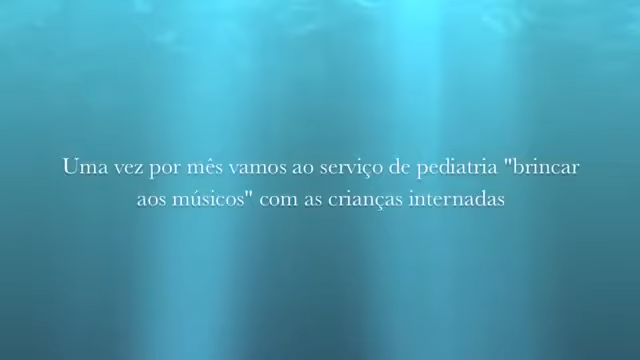 Uma vez por mês vamos ao serviço de pediatria "brincar
aos músicos" com as crianças internadas